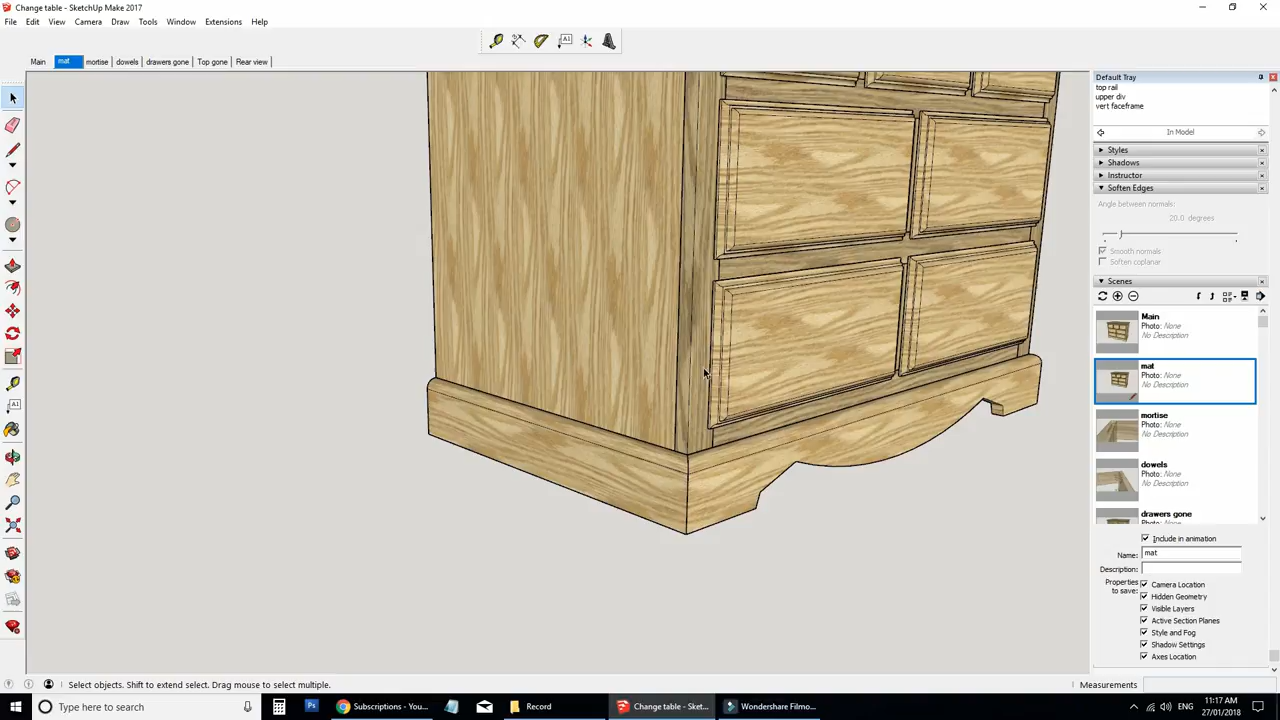 Change table - SketchUp Make 2017
File Edit View Camera Draw Tools Window Extensions Help
A1
Main mat mortise dowels drawers gone Top gone Rear view
Default Tray
top rail
upper div
vert faceframe
In Model
Styles
Shadows
Instructor
Soften Edges
Angle between normals:
20.0 degrees
Smooth normals
Soften coplanar
Scenes
Main
Photo: None
No Description
mat
Photo: None
No Description
mortise
Photo: None
No Description
dowels
Photo: None
No Description
drawers gone
Include in animation
Name: mat
Description:
Properties to save:
Camera Location
Hidden Geometry
Visible Layers
Active Section Planes
Style and Fog
Shadow Settings
Axes Location
Select objects. Shift to extend select. Drag mouse to select multiple.
Measurements
Type here to search
Ps
Subscriptions - You...
Record
Change table - Sket...
Wondershare Filmo...
11:17 AM
27/01/2018